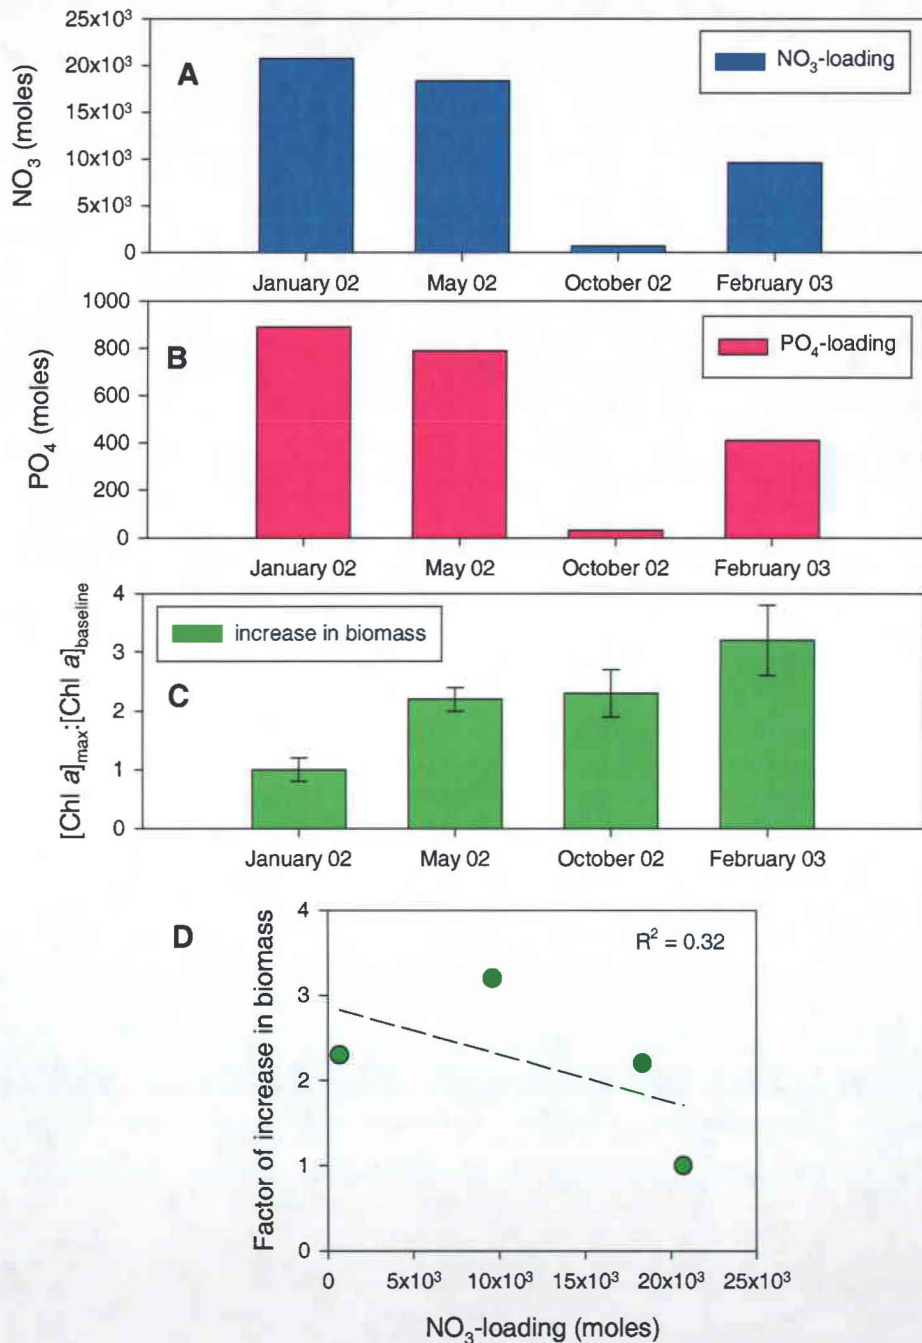 25x10³
20x10³
15x10³
10x10³
5x10³
0
NO₃ (moles)
A
NO₃-loading
January 02 May 02 October 02 February 03
1000
800
600
400
200
0
PO₄ (moles)
B
PO₄-loading
January 02 May 02 October 02 February 03
4
3
2
1
0
[Chl a]max:[Chl a]baseline
increase in biomass
C
January 02 May 02 October 02 February 03
D
4
3
2
1
0
Factor of increase in biomass
R² = 0.32
0 5x10³ 10x10³ 15x10³ 20x10³ 25x10³
NO₃-loading (moles)